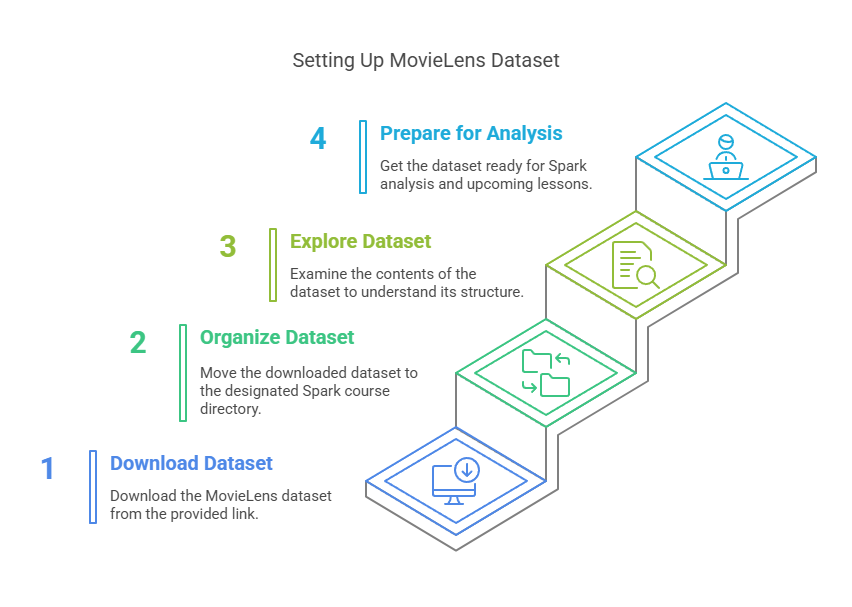 Setting Up MovieLens Dataset
4
Prepare for Analysis
Get the dataset ready for Spark
analysis and upcoming lessons.
3
Explore Dataset
Examine the contents of the
dataset to understand its structure.
2
Organize Dataset
Move the downloaded dataset to
the designated Spark course
directory.
1
Download Dataset
Download the MovieLens dataset
from the provided link.